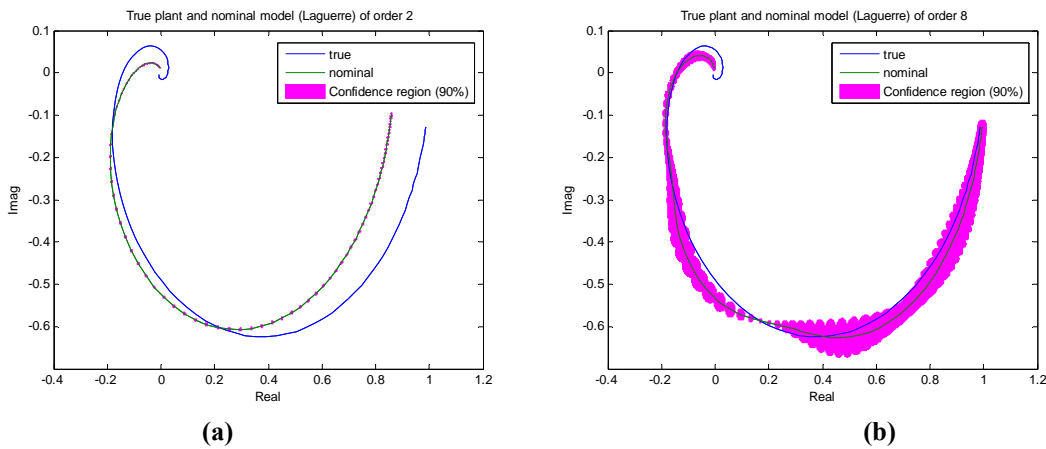 True plant and nominal model (Laguerre) of order 2
0.1
0
-0.1
-0.2
-0.3
-0.4
-0.5
-0.6
Imag
-0.4
-0.2
0
0.2
0.4
0.6
0.8
1
1.2
Real
true
nominal
Confidence region (90%)
(a)
True plant and nominal model (Laguerre) of order 8
0.1
0
-0.1
-0.2
-0.3
-0.4
-0.5
-0.6
Imag
-0.4
-0.2
0
0.2
0.4
0.6
0.8
1
1.2
Real
true
nominal
Confidence region (90%)
(b)